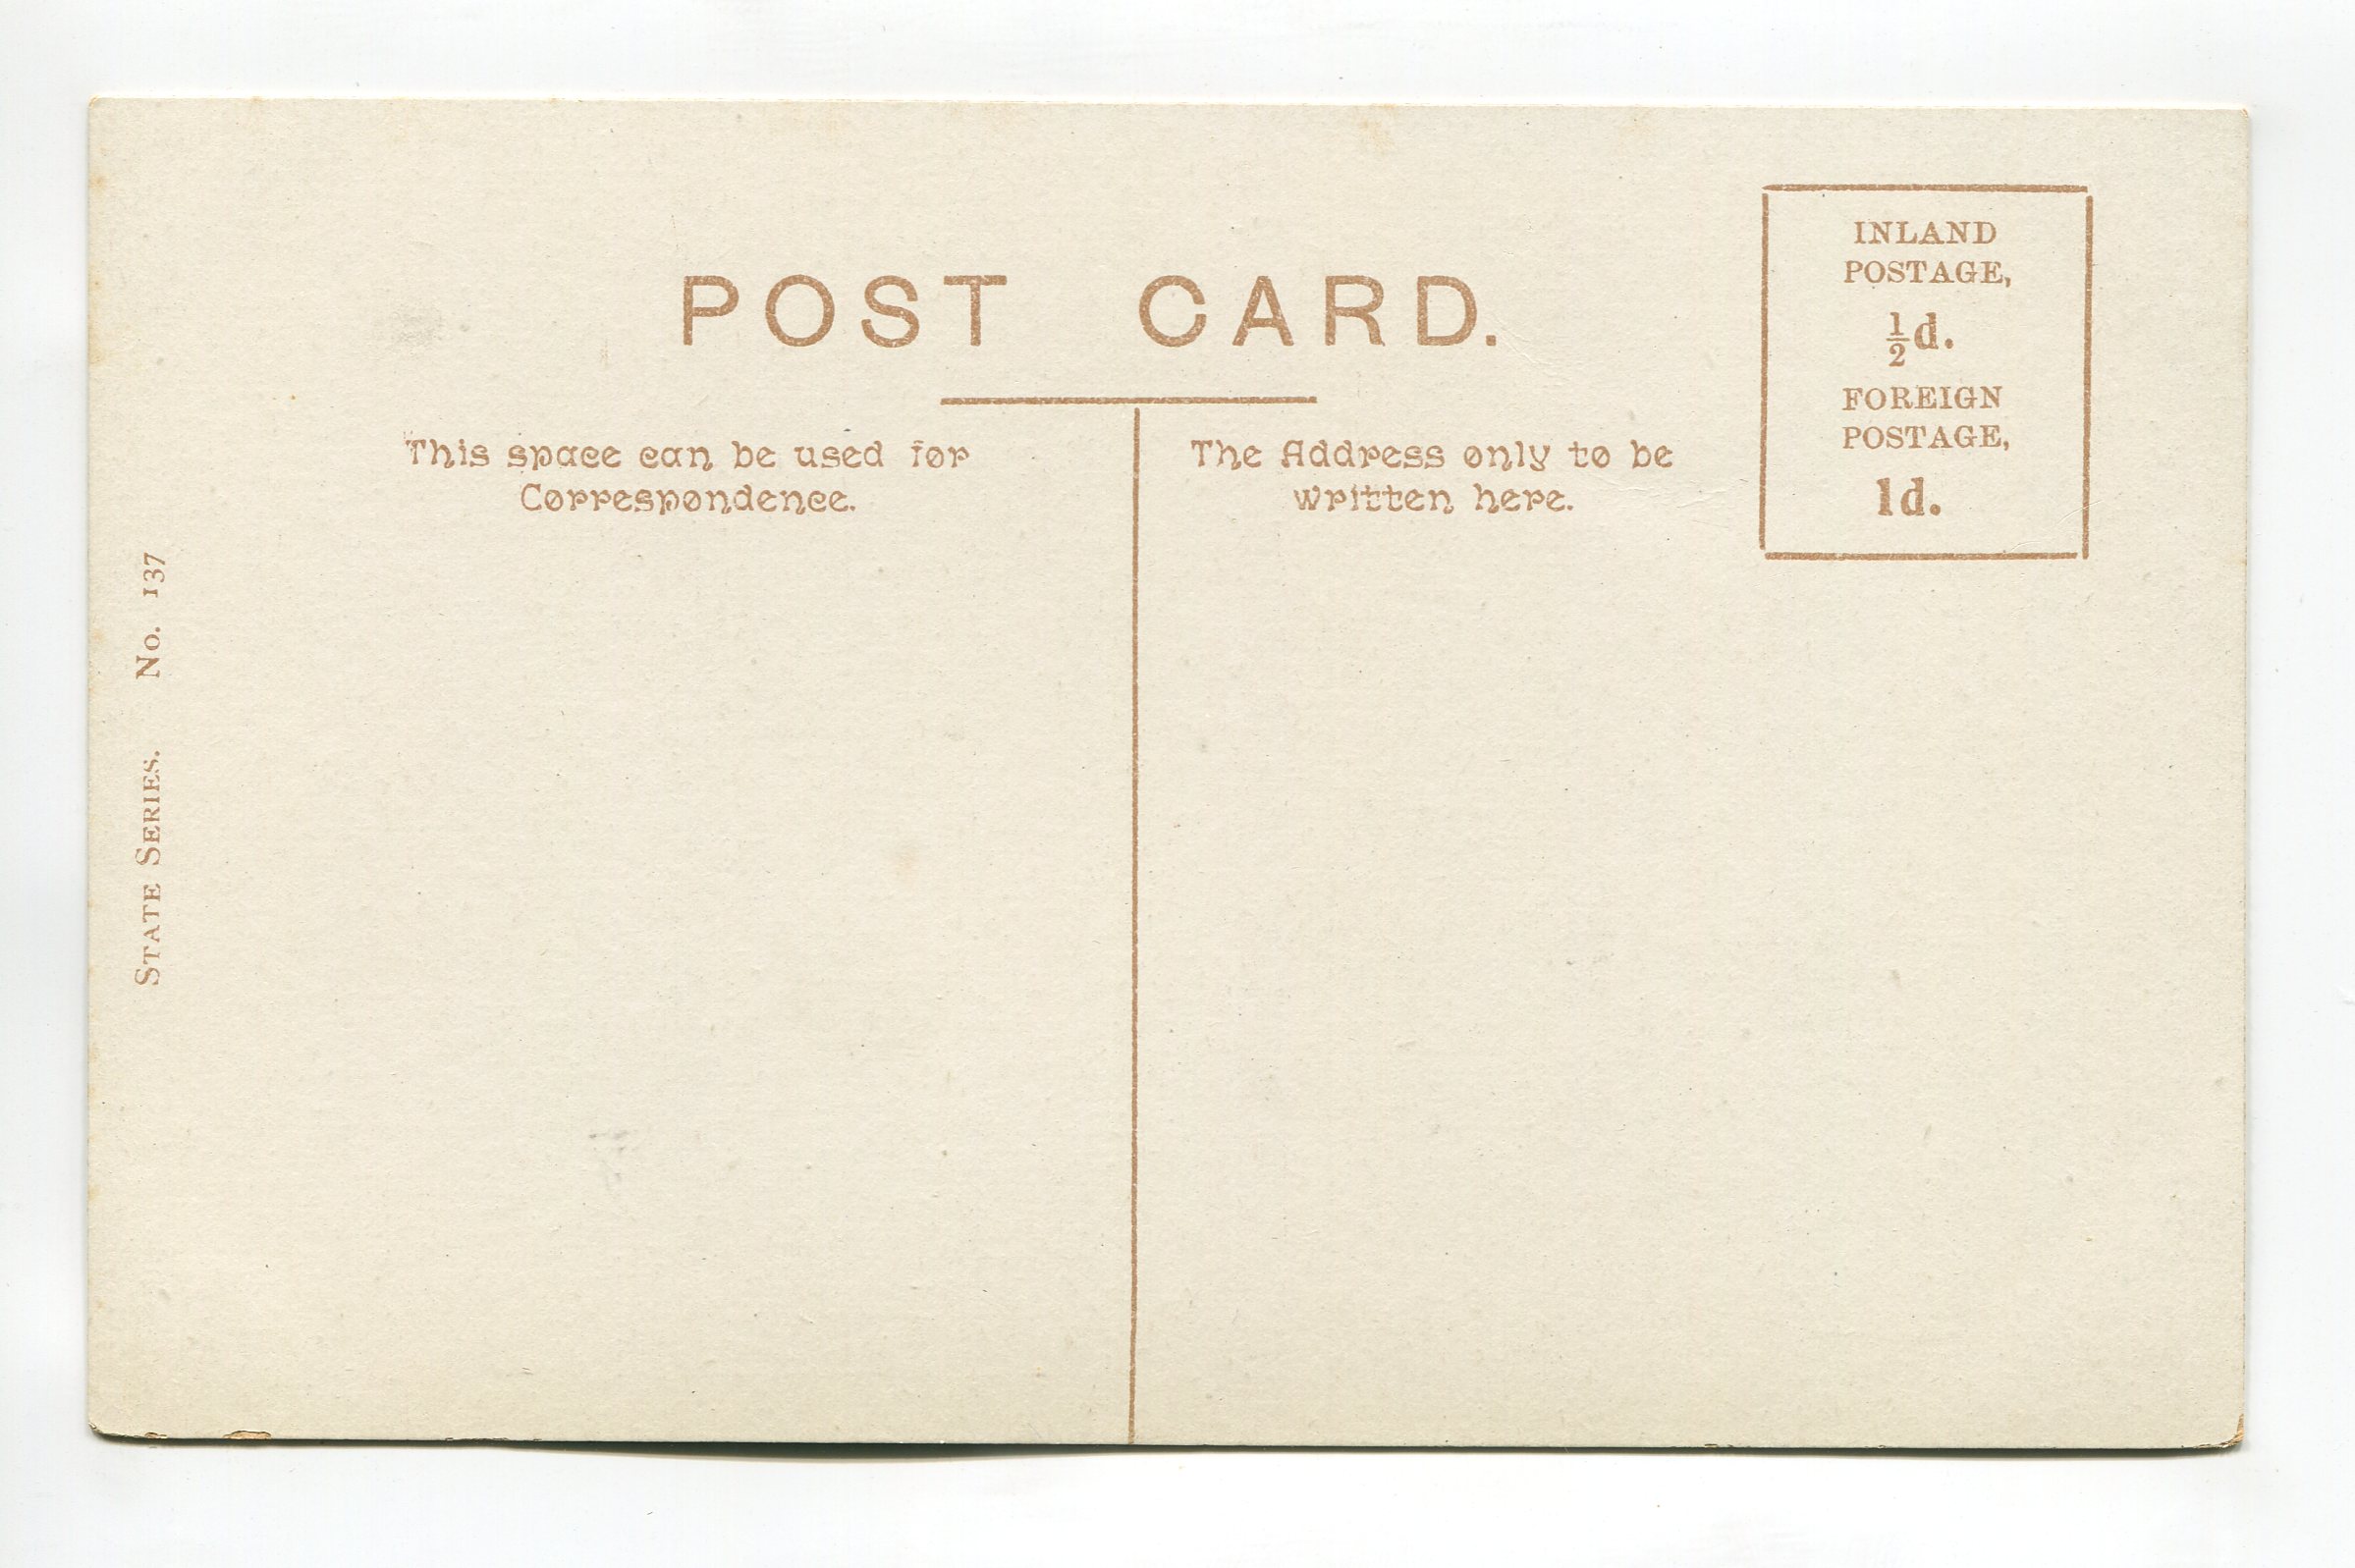 POST CARD.
INLAND
POSTAGE,
½d.
FOREIGN
POSTAGE,
1d.
This space can be used for
Correspondence.
The Address only to be
written here.
STATE SERIES. No. 137